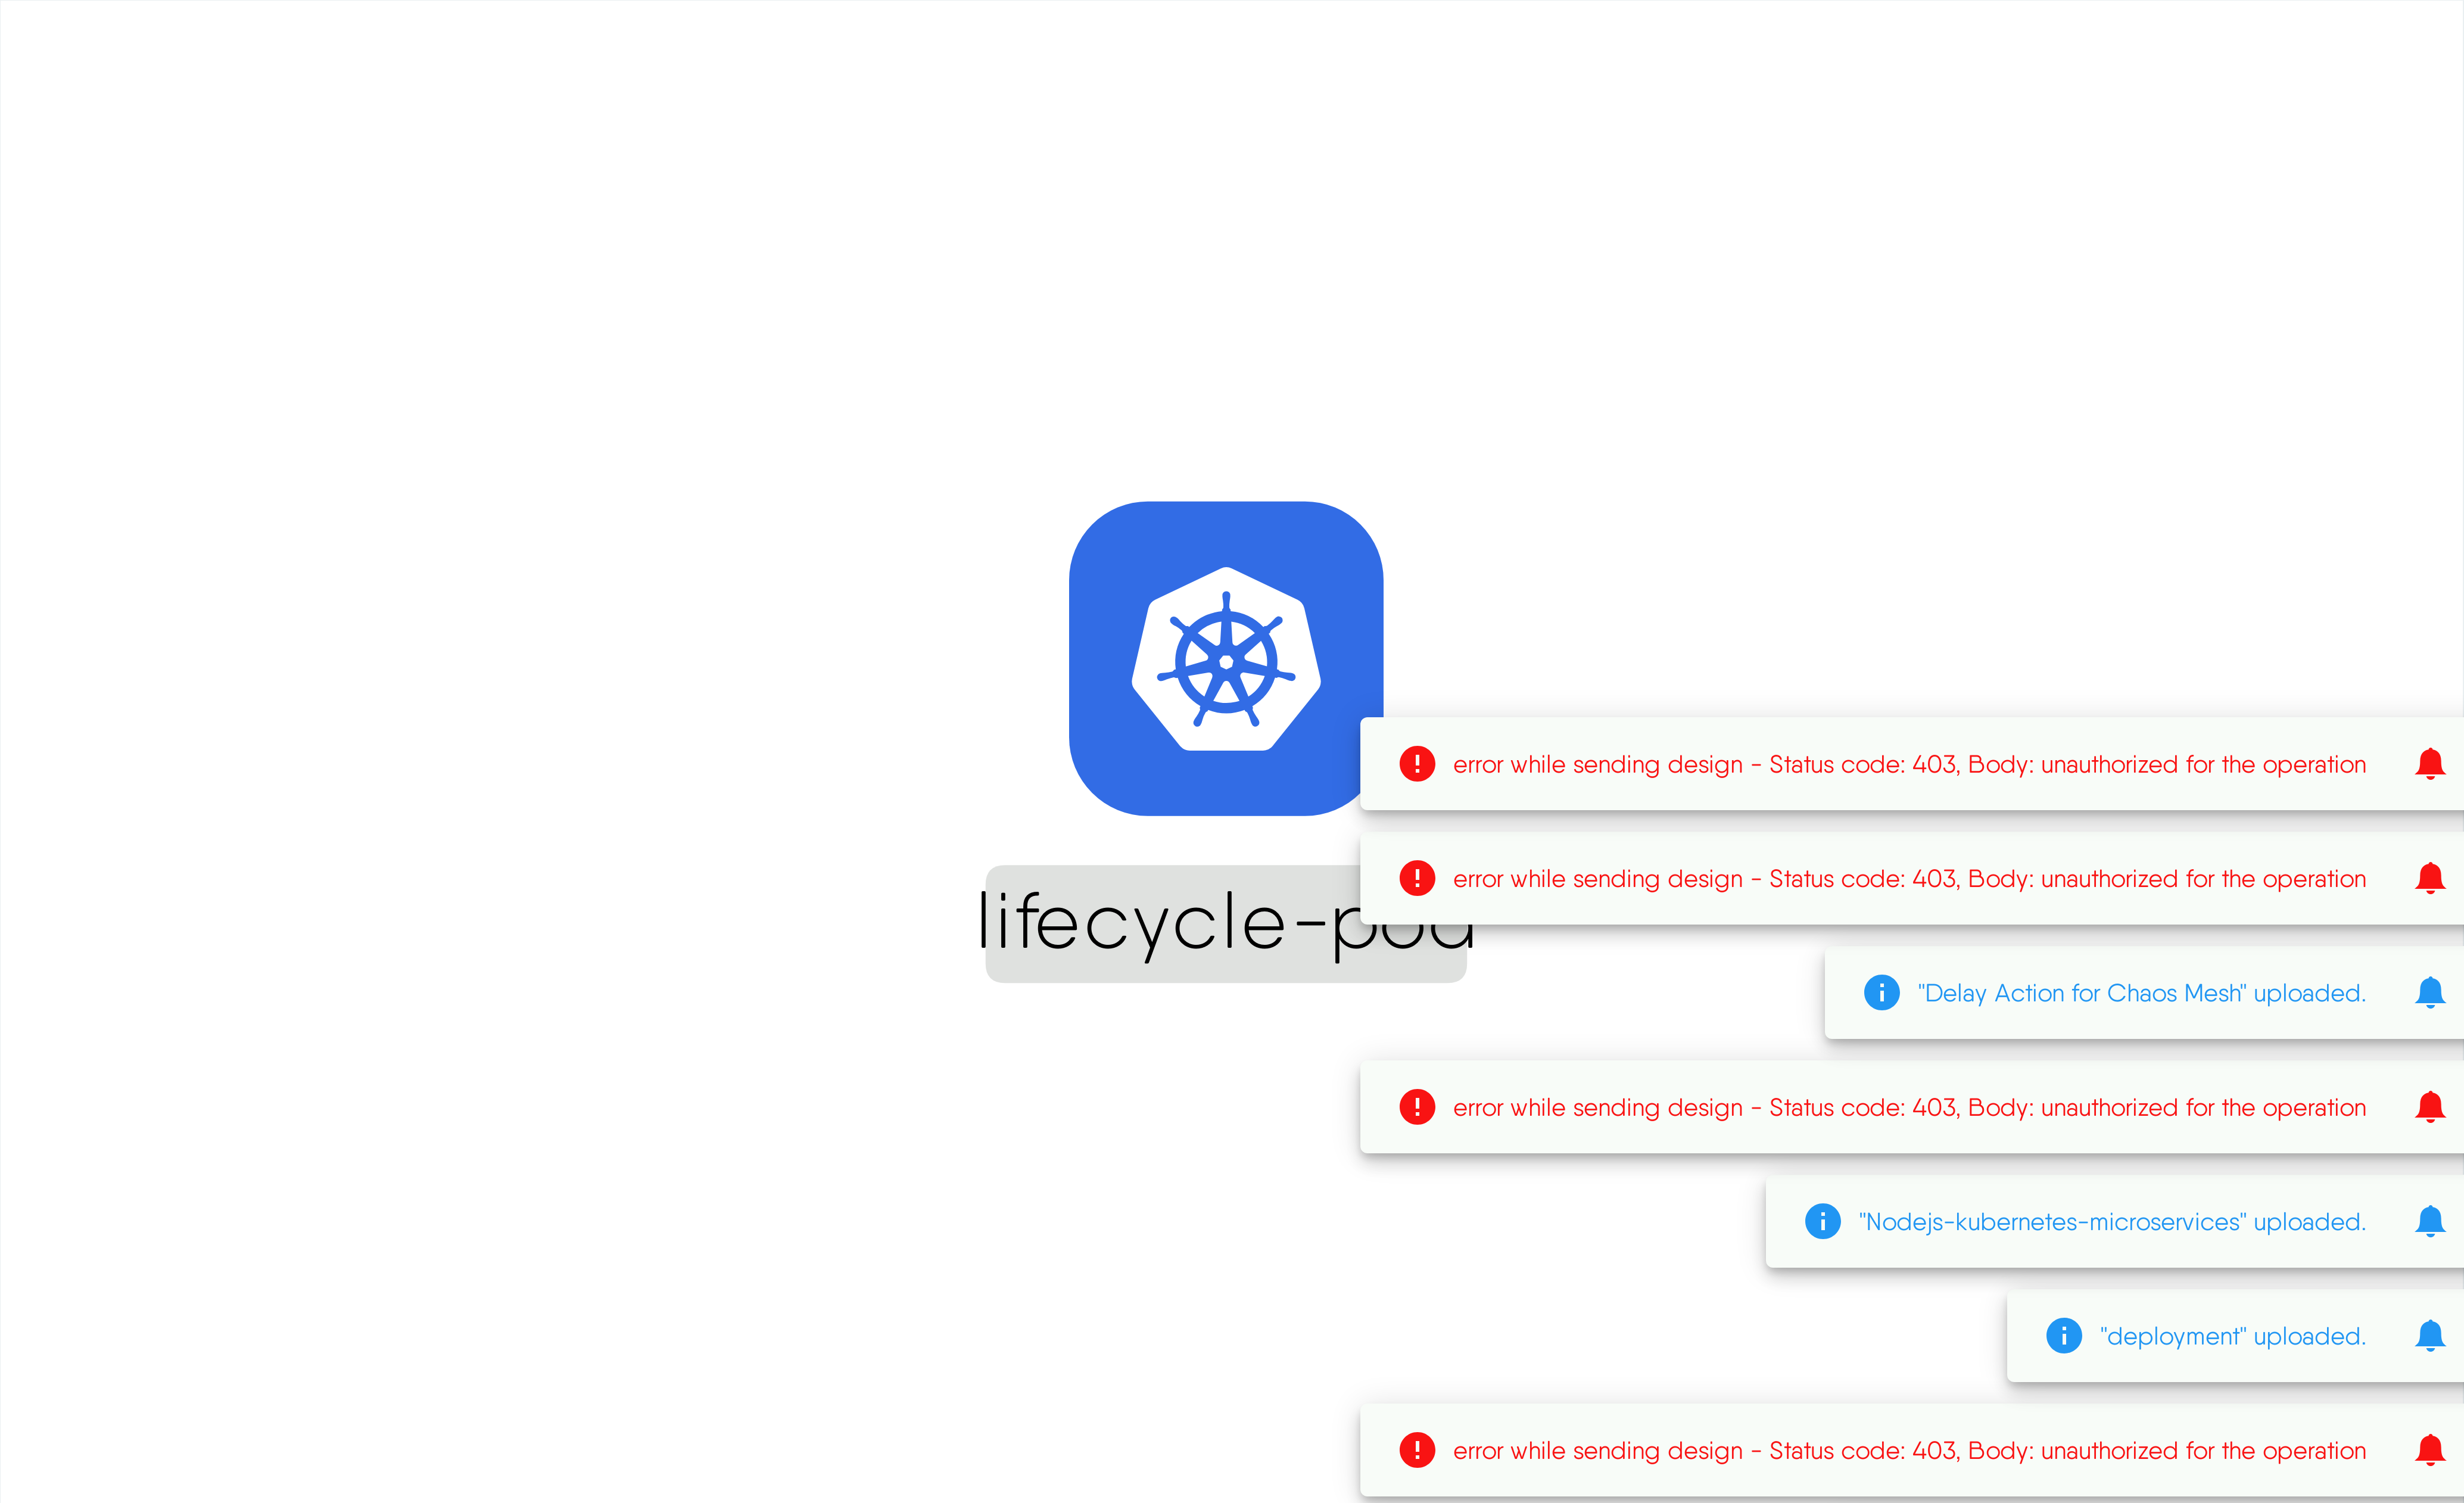 error while sending design - Status code: 403, Body: unauthorized for the operation
error while sending design - Status code: 403, Body: unauthorized for the operation
lifecycle-pod
"Delay Action for Chaos Mesh" uploaded.
error while sending design - Status code: 403, Body: unauthorized for the operation
"Nodejs-kubernetes-microservices" uploaded.
"deployment" uploaded.
error while sending design - Status code: 403, Body: unauthorized for the operation